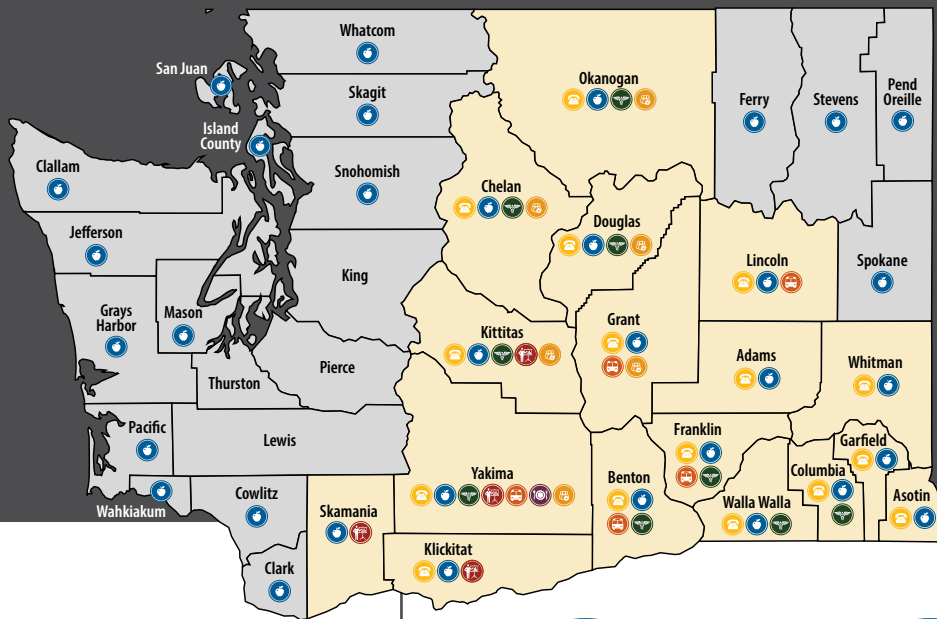 Whatcom
San Juan
Skagit
Island
County
Okanogan
Ferry
Stevens
Pend
Oreille
Clallam
Snohomish
Chelan
Douglas
Jefferson
King
Lincoln
Spokane
Grays
Harbor
Mason
Kittitas
Grant
Adams
Whitman
Thurston
Pierce
Pacific
Lewis
Franklin
Garfield
Yakima
Benton
Columbia
Wahkiakum
Cowlitz
Skamania
Walla Walla
Asotin
Klickitat
Clark